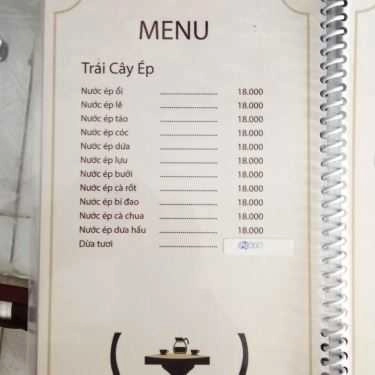 MENU
Trái Cây Ép
Nước ép ổi ........................ 18.000
Nước ép lê ........................ 18.000
Nước ép táo ........................ 18.000
Nước ép cóc ........................ 18.000
Nước ép dứa ........................ 18.000
Nước ép lựu ........................ 18.000
Nước ép bưởi ........................ 18.000
Nước ép cà rốt ........................ 18.000
Nước ép bí đao ........................ 18.000
Nước ép cà chua ........................ 18.000
Nước ép dưa hấu ........................ 18.000
Dừa tươi ........................